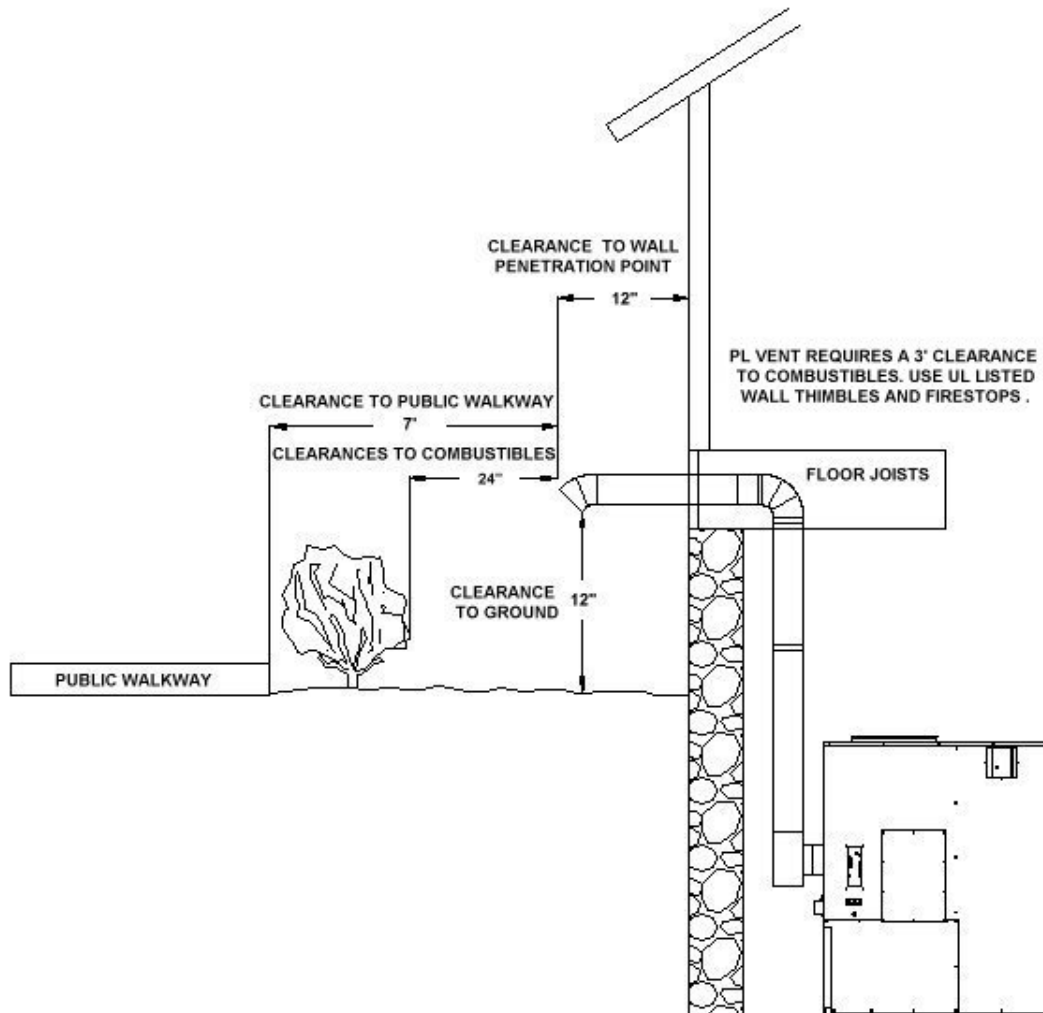 CLEARANCE TO WALL
PENETRATION POINT
12"
PL VENT REQUIRES A 3' CLEARANCE
TO COMBUSTIBLES. USE UL LISTED
WALL THIMBLES AND FIRESTOPS .
CLEARANCE TO PUBLIC WALKWAY
7'
CLEARANCES TO COMBUSTIBLES
24"
FLOOR JOISTS
CLEARANCE
TO GROUND
12"
PUBLIC WALKWAY